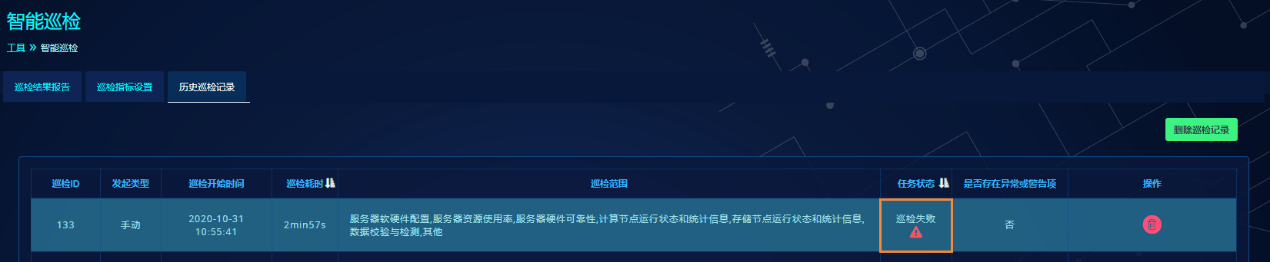 智能巡检
工具 » 智能巡检
巡检结果报告 巡检指标设置 历史巡检记录
删除巡检记录
巡检ID 发起类型 巡检开始时间 巡检耗时 巡检范围 任务状态 是否存在异常或警告项 操作
133 手动 2020-10-31 10:55:41 2min57s 服务器软硬件配置,服务器资源使用率,服务器硬件可靠性,计算节点运行状态和统计信息,存储节点运行状态和统计信息, 巡检失败 否
数据校验与检测,其他